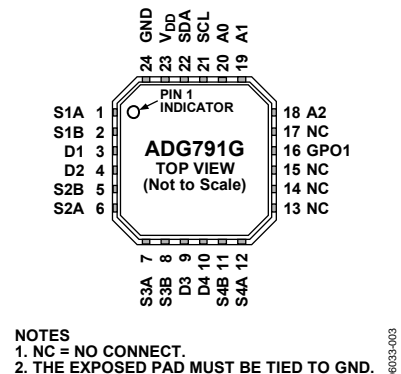 24 GND
23 VDD
22 SDA
21 SCL
20 A0
19 A1
PIN 1
INDICATOR
S1A 1
S1B 2
D1 3
D2 4
S2B 5
S2A 6
ADG791G
TOP VIEW
(Not to Scale)
18 A2
17 NC
16 GPO1
15 NC
14 NC
13 NC
S3A 7
S3B 8
D3 9
D4 10
S4B 11
S4A 12
NOTES
1. NC = NO CONNECT.
2. THE EXPOSED PAD MUST BE TIED TO GND.
6033-003